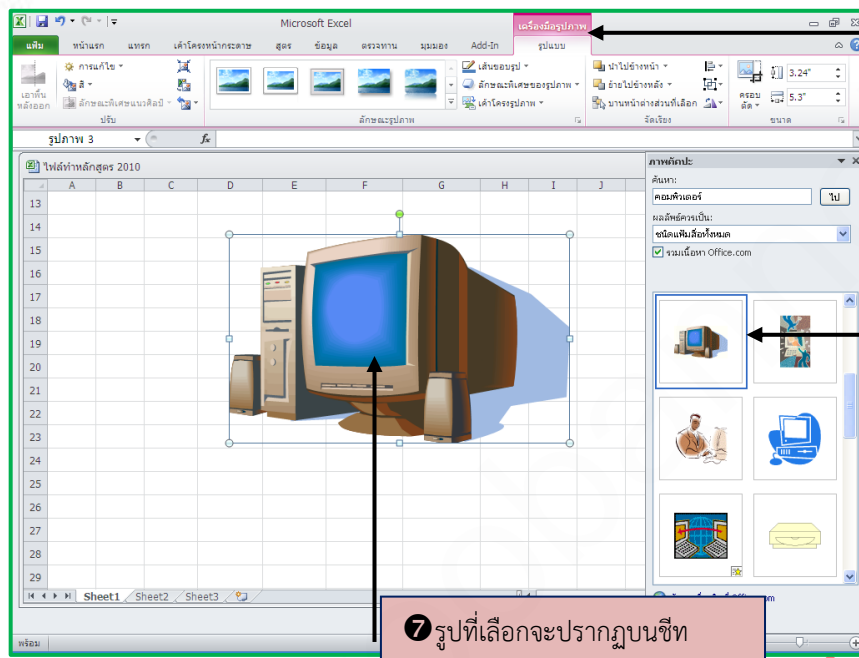 Microsoft Excel
เครื่องมือรูปภาพ
แฟ้ม หน้าแรก แทรก เค้าโครงหน้ากระดาษ สูตร ข้อมูล ตรวจทาน มุมมอง Add-In รูปแบบ
เอาพื้นหลังออก
การแก้ไข
สี
ลักษณะพิเศษแนวศิลป์
ปรับ
ลักษณะรูปภาพ
เส้นขอบรูป
ลักษณะพิเศษของรูปภาพ
เค้าโครงรูปภาพ
นำไปข้างหน้า
ย้ายไปข้างหลัง
บานหน้าต่างส่วนที่เลือก
จัดเรียง
ครอบตัด
3.24"
5.3"
ขนาด
รูปภาพ 3 fx
ไฟล์ทำหลักสูตร 2010
A B C D E F G H I J
13
14
15
16
17
18
19
20
21
22
23
24
25
26
27
28
29
Sheet1 Sheet2 Sheet3
พร้อม
ภาพตัดปะ
ค้นหา:
คอมพิวเตอร์ ไป
ผลลัพธ์ควรเป็น:
ชนิดแฟ้มสื่อทั้งหมด
รวมเนื้อหา Office.com
❼รูปที่เลือกจะปรากฏบนชีท